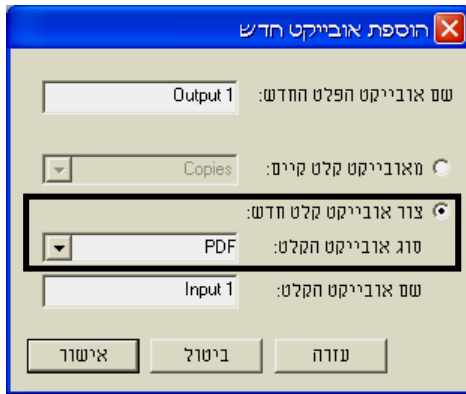 הוספת אובייקט חדש
שם אובייקט הפלט החדש: Output 1
מאובייקט קלט קיים: Copies
צור אובייקט קלט חדש:
סוג אובייקט הקלט: PDF
שם אובייקט הקלט: Input 1
עזרה ביטול אישור